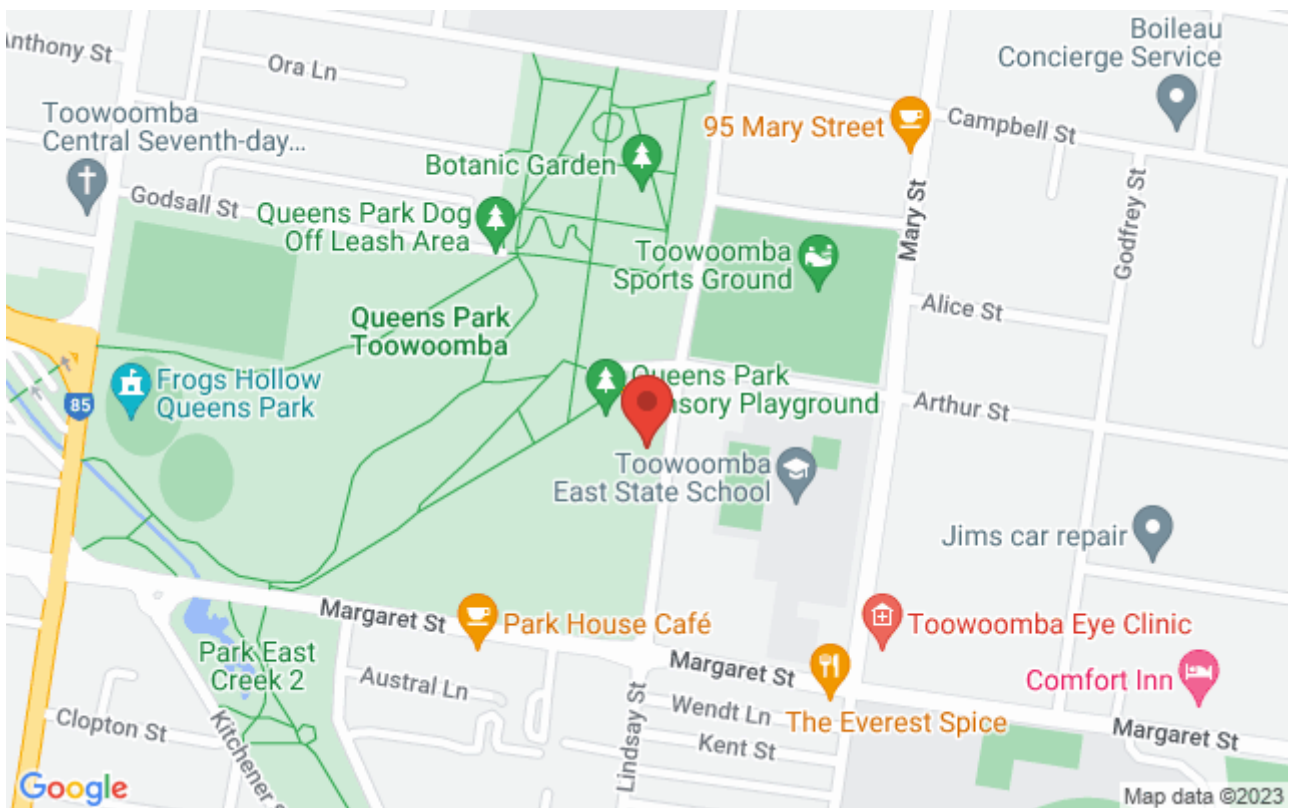 Boileau
Concierge Service
Anthony St
Ora Ln
Toowoomba
Central Seventh-day...
95 Mary Street
Campbell St
Botanic Garden
Godsall St
Queens Park Dog
Off Leash Area
Mary St
Godfrey St
Toowoomba
Sports Ground
Alice St
Queens Park
Toowoomba
Frogs Hollow
Queens Park
85
Queens Park
nsory Playground
Arthur St
Toowoomba
East State School
Jims car repair
Margaret St
Park House Café
Toowoomba Eye Clinic
Park East
Creek 2
Austral Ln
Margaret St
Comfort Inn
Clopton St
Kitchener
Lindsay St
Wendt Ln
The Everest Spice
Margaret St
Kent St
Google
Map data ©2023